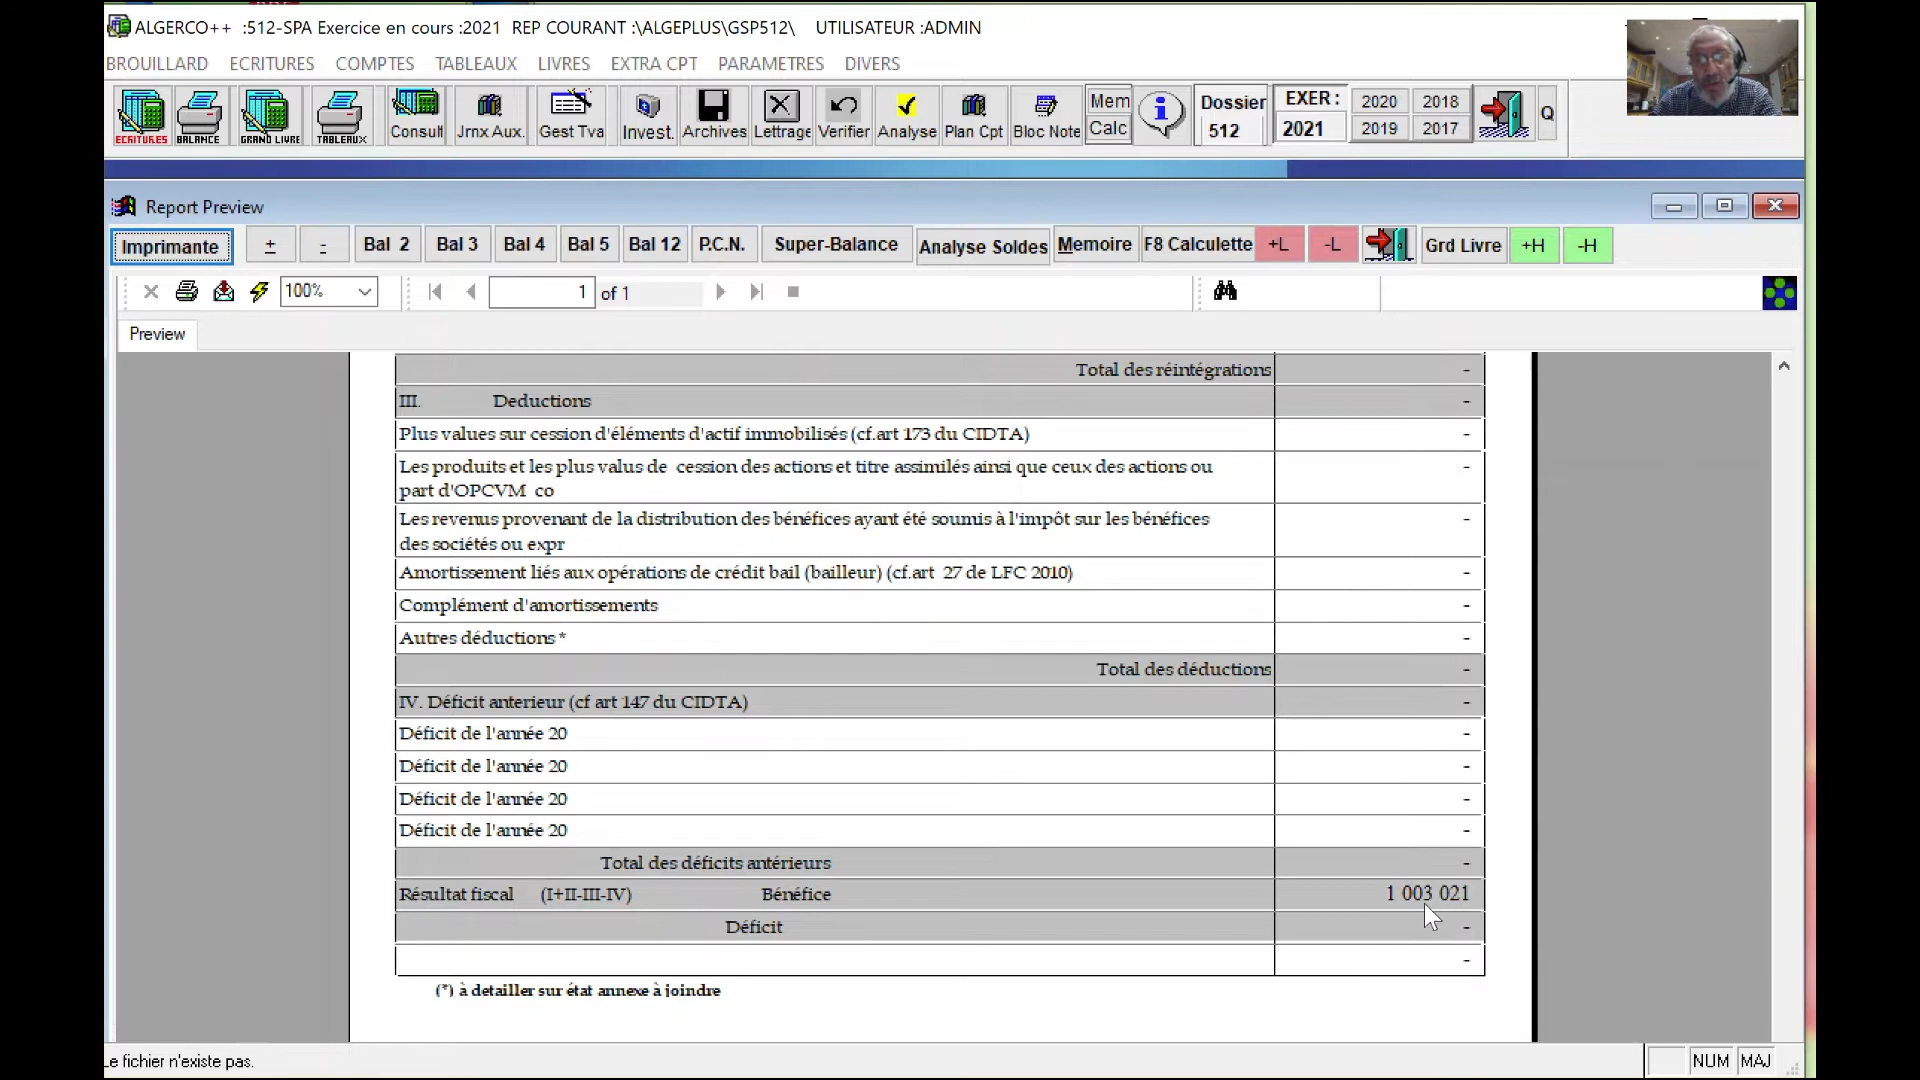 ALGERCO++ :512-SPA Exercice en cours :2021 REP COURANT :\ALGEPLUS\GSP512\ UTILISATEUR :ADMIN
BROUILLARD ECRITURES COMPTES TABLEAUX LIVRES EXTRA CPT PARAMETRES DIVERS
ECRITURES BALANCE GRAND LIVRE TABLEAUX Consult Jrnx Aux. Gest Tva Invest. Archives Lettrage Verifier Analyse Plan Cpt Bloc Note Mem Calc Dossier 512 EXER : 2021 2020 2019 2018 2017 Q
Report Preview
Imprimante + - Bal 2 Bal 3 Bal 4 Bal 5 Bal 12 P.C.N. Super-Balance Analyse Soldes Memoire F8 Calculette +L -L Grd Livre +H -H
100% 1 of 1
Preview
Total des réintégrations -
III. Deductions -
Plus values sur cession d'éléments d'actif immobilisés (cf.art 173 du CIDTA) -
Les produits et les plus valus de cession des actions et titre assimilés ainsi que ceux des actions ou -
part d'OPCVM co
Les revenus provenant de la distribution des bénéfices ayant été soumis à l'impôt sur les bénéfices -
des sociétés ou expr
Amortissement liés aux opérations de crédit bail (bailleur) (cf.art 27 de LFC 2010) -
Complément d'amortissements -
Autres déductions * -
Total des déductions -
IV. Déficit anterieur (cf art 147 du CIDTA) -
Déficit de l'année 20 -
Déficit de l'année 20 -
Déficit de l'année 20 -
Déficit de l'année 20 -
Total des déficits antérieurs -
Résultat fiscal (I+II-III-IV) Bénéfice 1 003 021
Déficit -
-
(*) à detailler sur état annexe à joindre
Le fichier n'existe pas. NUM MAJ